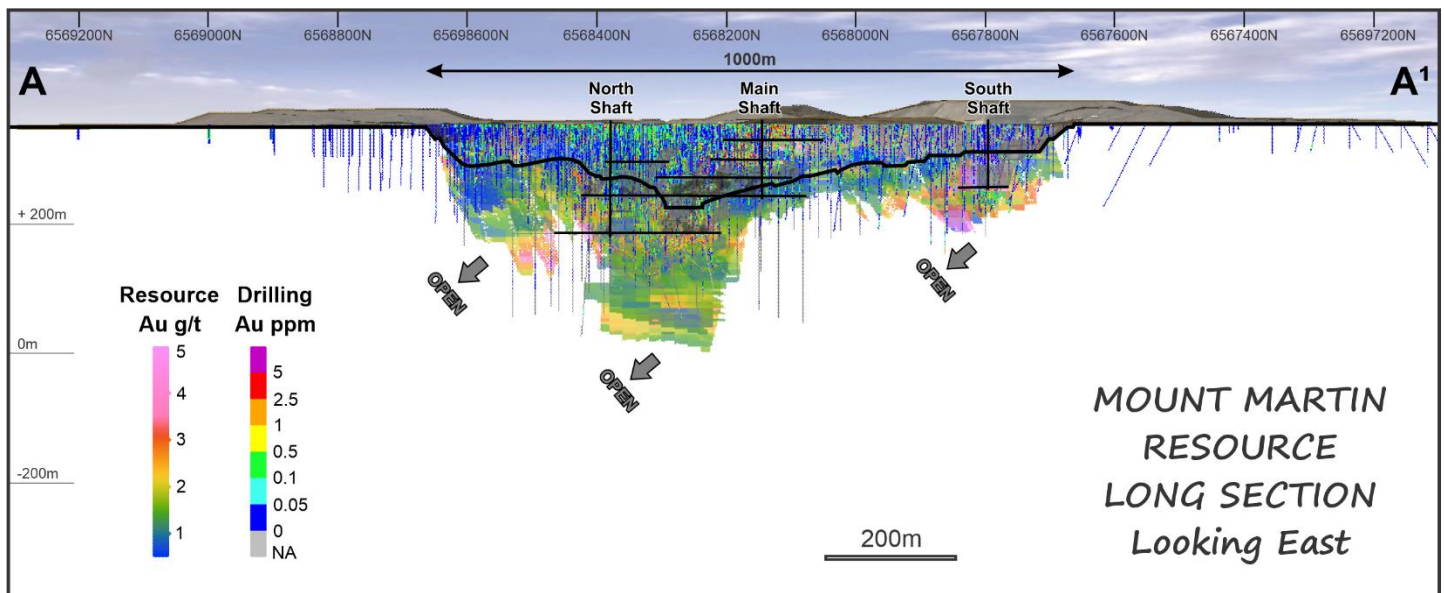 6569200N 6569000N 6568800N 65698600N 6568400N 6568200N 6568000N 6567800N 6567600N 6567400N 65697200N
1000m
A
A¹
North
Shaft
Main
Shaft
South
Shaft
+ 200m
0m
-200m
OPEN
OPEN
OPEN
Resource
Au g/t
5
4
3
2
1
Drilling
Au ppm
5
2.5
1
0.5
0.1
0.05
0
NA
200m
MOUNT MARTIN
RESOURCE
LONG SECTION
Looking East